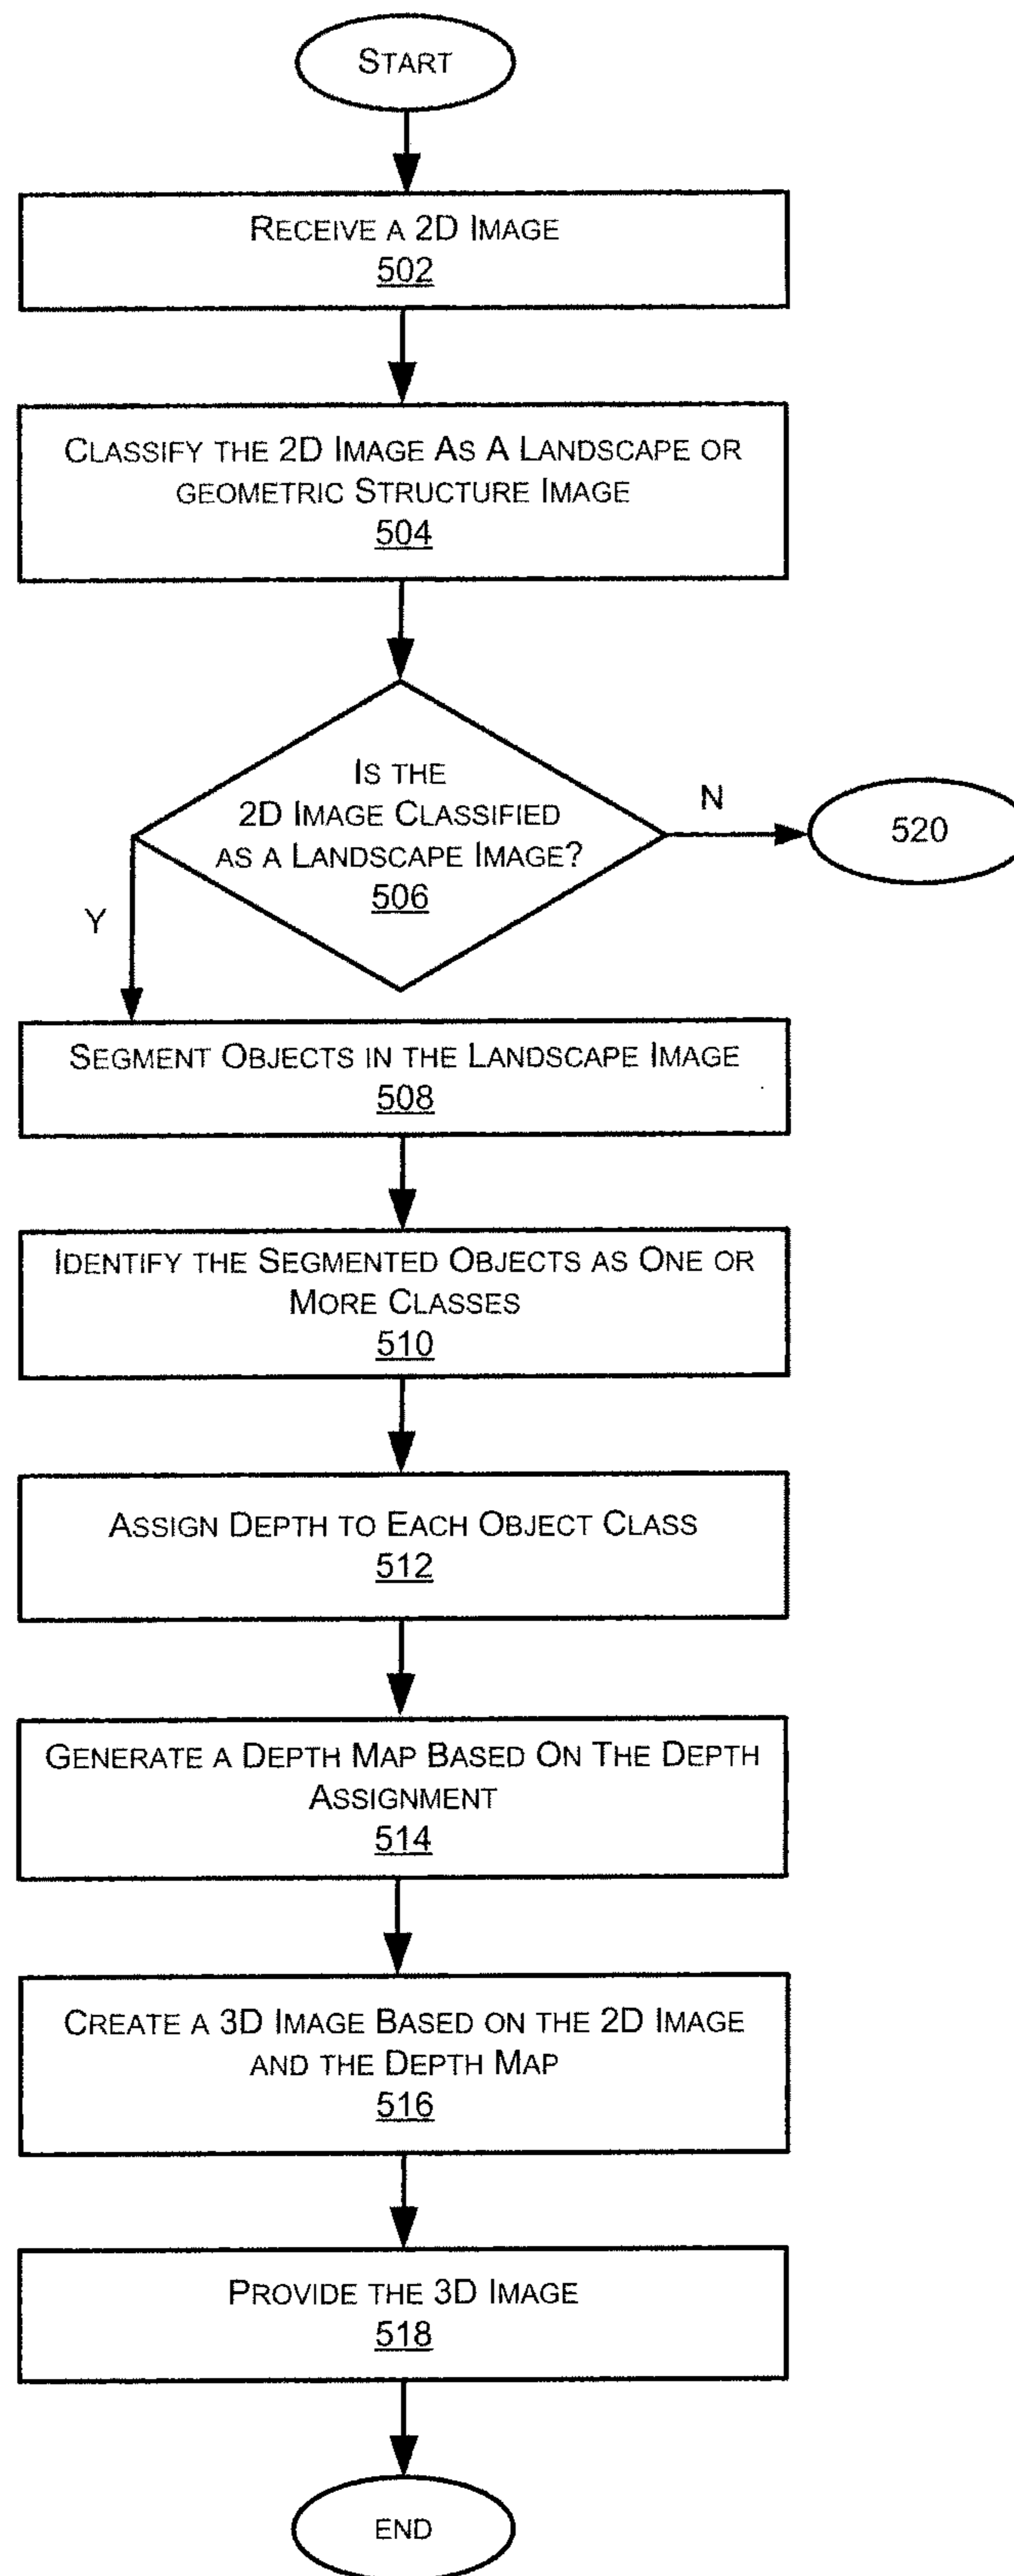 START
RECEIVE A 2D IMAGE
502
CLASSIFY THE 2D IMAGE AS A LANDSCAPE OR
GEOMETRIC STRUCTURE IMAGE
504
IS THE
2D IMAGE CLASSIFIED
AS A LANDSCAPE IMAGE?
506
N
520
Y
SEGMENT OBJECTS IN THE LANDSCAPE IMAGE
508
IDENTIFY THE SEGMENTED OBJECTS AS ONE OR
MORE CLASSES
510
ASSIGN DEPTH TO EACH OBJECT CLASS
512
GENERATE A DEPTH MAP BASED ON THE DEPTH
ASSIGNMENT
514
CREATE A 3D IMAGE BASED ON THE 2D IMAGE
AND THE DEPTH MAP
516
PROVIDE THE 3D IMAGE
518
END